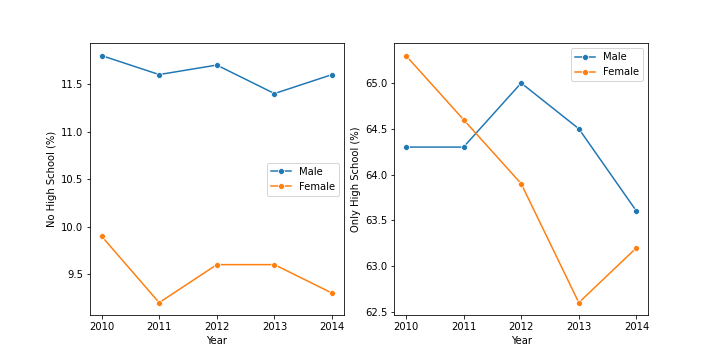 No High School (%)
11.5
11.0
10.5
10.0
9.5
2010 2011 2012 2013 2014
Year
Male
Female
Only High School (%)
65.0
64.5
64.0
63.5
63.0
62.5
2010 2011 2012 2013 2014
Year
Male
Female